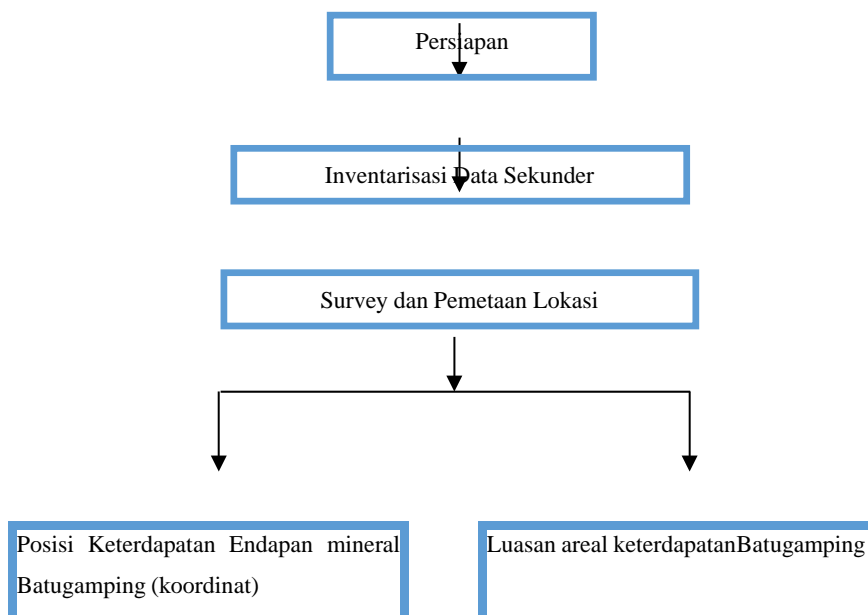 Persiapan
Inventarisasi Data Sekunder
Survey dan Pemetaan Lokasi
Posisi Keterdapatan Endapan mineral
Batugamping (koordinat)
Luasan areal keterdapatanBatugamping